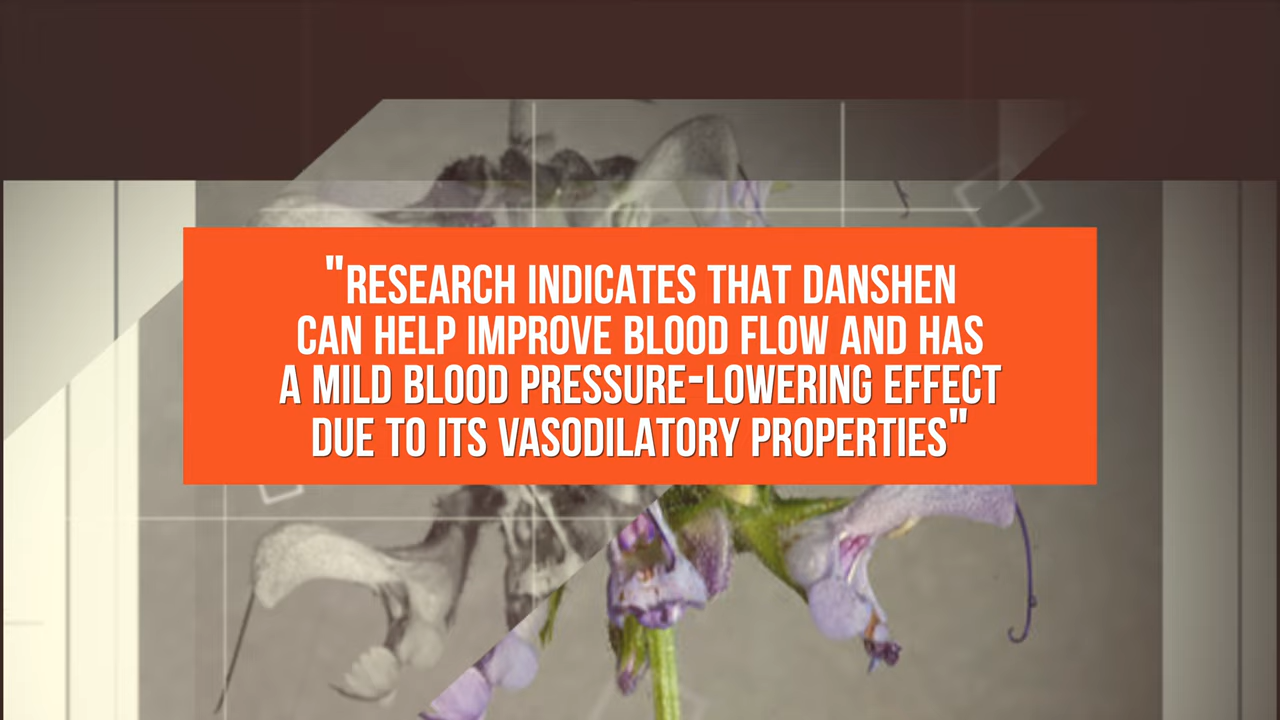 "RESEARCH INDICATES THAT DANSHEN
CAN HELP IMPROVE BLOOD FLOW AND HAS
A MILD BLOOD PRESSURE-LOWERING EFFECT
DUE TO ITS VASODILATORY PROPERTIES"